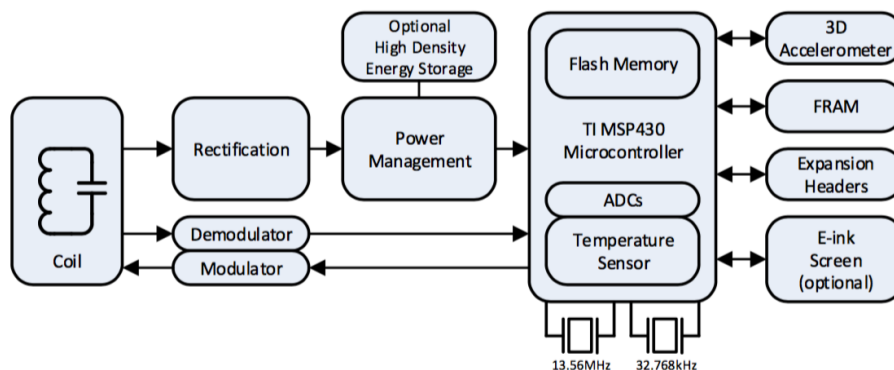 Optional
High Density
Energy Storage
Coil
Rectification
Power
Management
Demodulator
Modulator
Flash Memory
TI MSP430
Microcontroller
ADCs
Temperature
Sensor
13.56MHz
32.768kHz
3D
Accelerometer
FRAM
Expansion
Headers
E-ink
Screen
(optional)